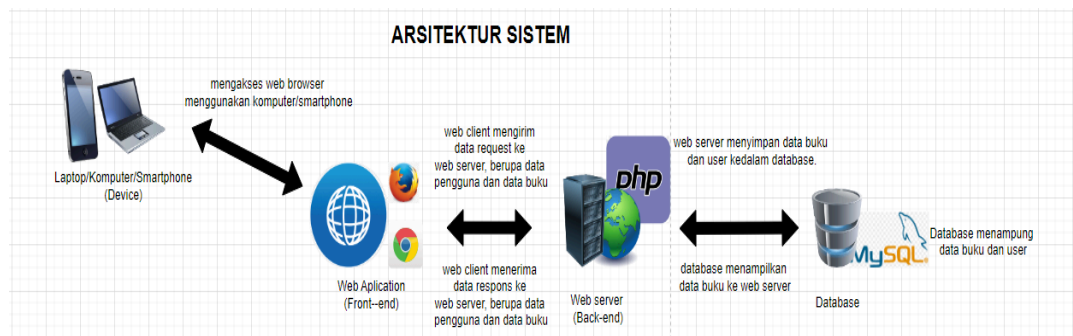 ARSITEKTUR SISTEM
mengakses web browser
menggunakan komputer/smartphone
Laptop/Komputer/Smartphone
(Device)
web client mengirim
data request ke
web server, berupa data
pengguna dan data buku
web client menerima
data respons ke
web server, berupa data
pengguna dan data buku
Web Aplication
(Front--end)
php
Web server
(Back-end)
web server menyimpan data buku
dan user kedalam database.
database menampilkan
data buku ke web server
MySQL
Database
Database menampung
data buku dan user